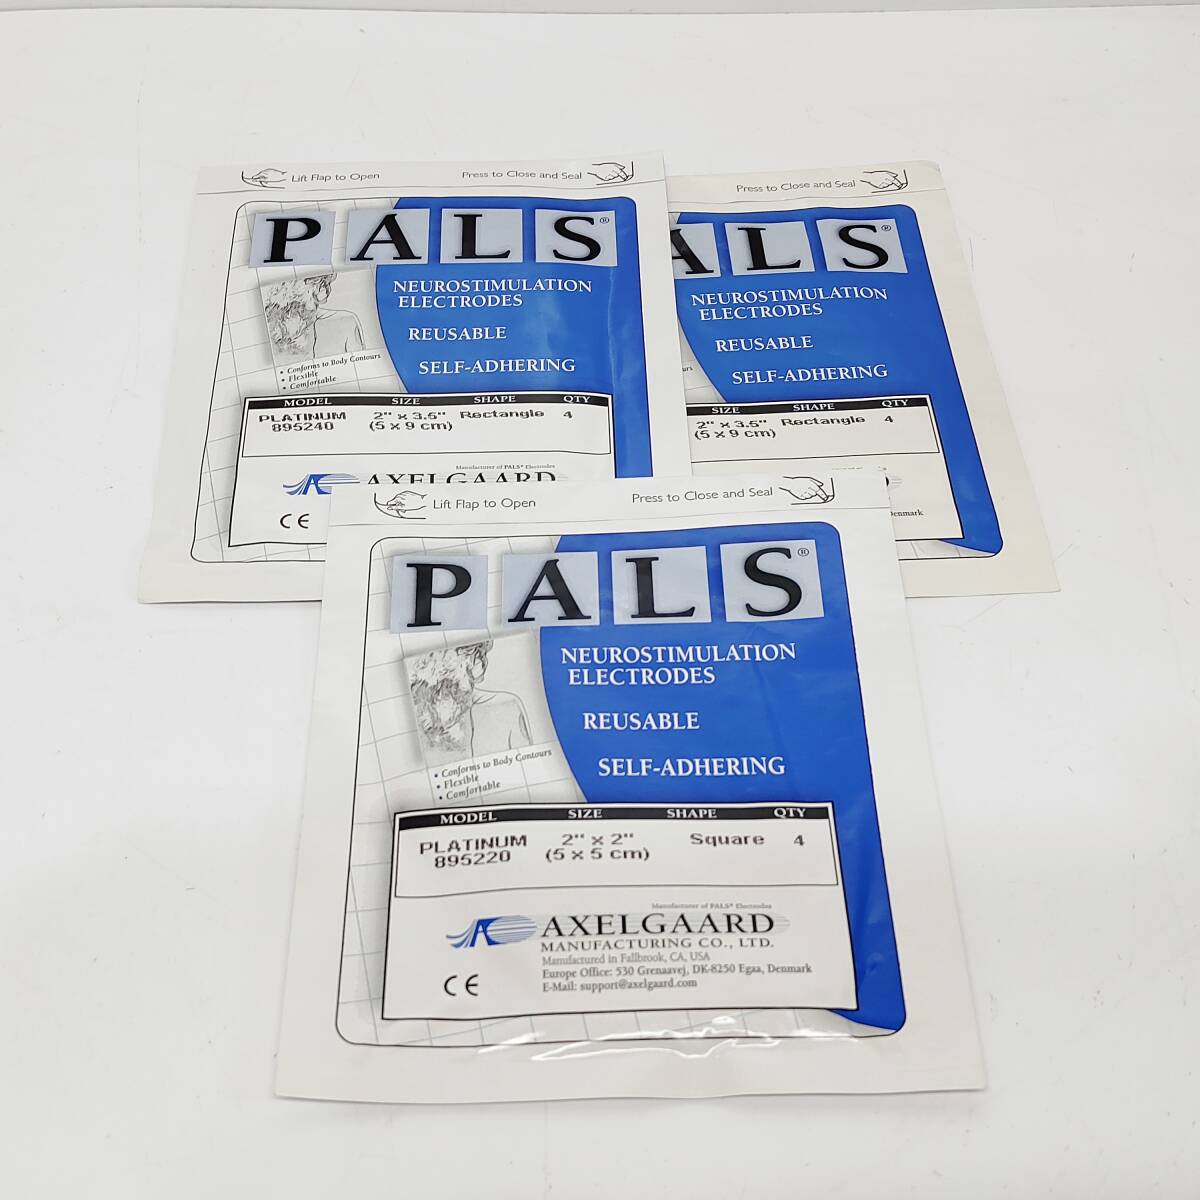 Lift Flap to Open
Press to Close and Seal
PALS®
NEUROSTIMULATION
ELECTRODES
REUSABLE
SELF-ADHERING
• Conforms to Body Contours
• Flexible
• Comfortable
MODEL SIZE SHAPE QTY
PLATINUM 2" x 3.5" Rectangle 4
895240 (5 x 9 cm)
Manufacturer of PALS® Electrodes
AXELGAARD
CE
Press to Close and Seal
ALS®
NEUROSTIMULATION
ELECTRODES
REUSABLE
SELF-ADHERING
SIZE SHAPE QTY
2" x 3.5" Rectangle 4
(5 x 9 cm)
D
Denmark
Lift Flap to Open
Press to Close and Seal
PALS®
NEUROSTIMULATION
ELECTRODES
REUSABLE
SELF-ADHERING
• Conforms to Body Contours
• Flexible
• Comfortable
MODEL SIZE SHAPE QTY
PLATINUM 2" x 2" Square 4
895220 (5 x 5 cm)
Manufacturer of PALS® Electrodes
AXELGAARD
MANUFACTURING CO., LTD.
Manufactured in Fallbrook, CA, USA
Europe Office: 530 Grenaavej, DK-8250 Egaa, Denmark
E-Mail: support@axelgaard.com
CE